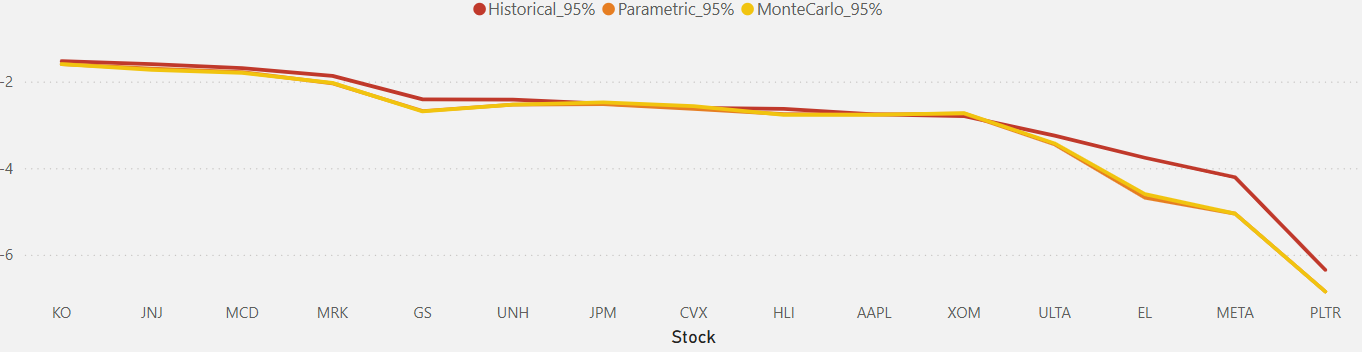 Historical_95% Parametric_95% MonteCarlo_95%
-2
-4
-6
KO JNJ MCD MRK GS UNH JPM CVX HLI AAPL XOM ULTA EL META PLTR
Stock